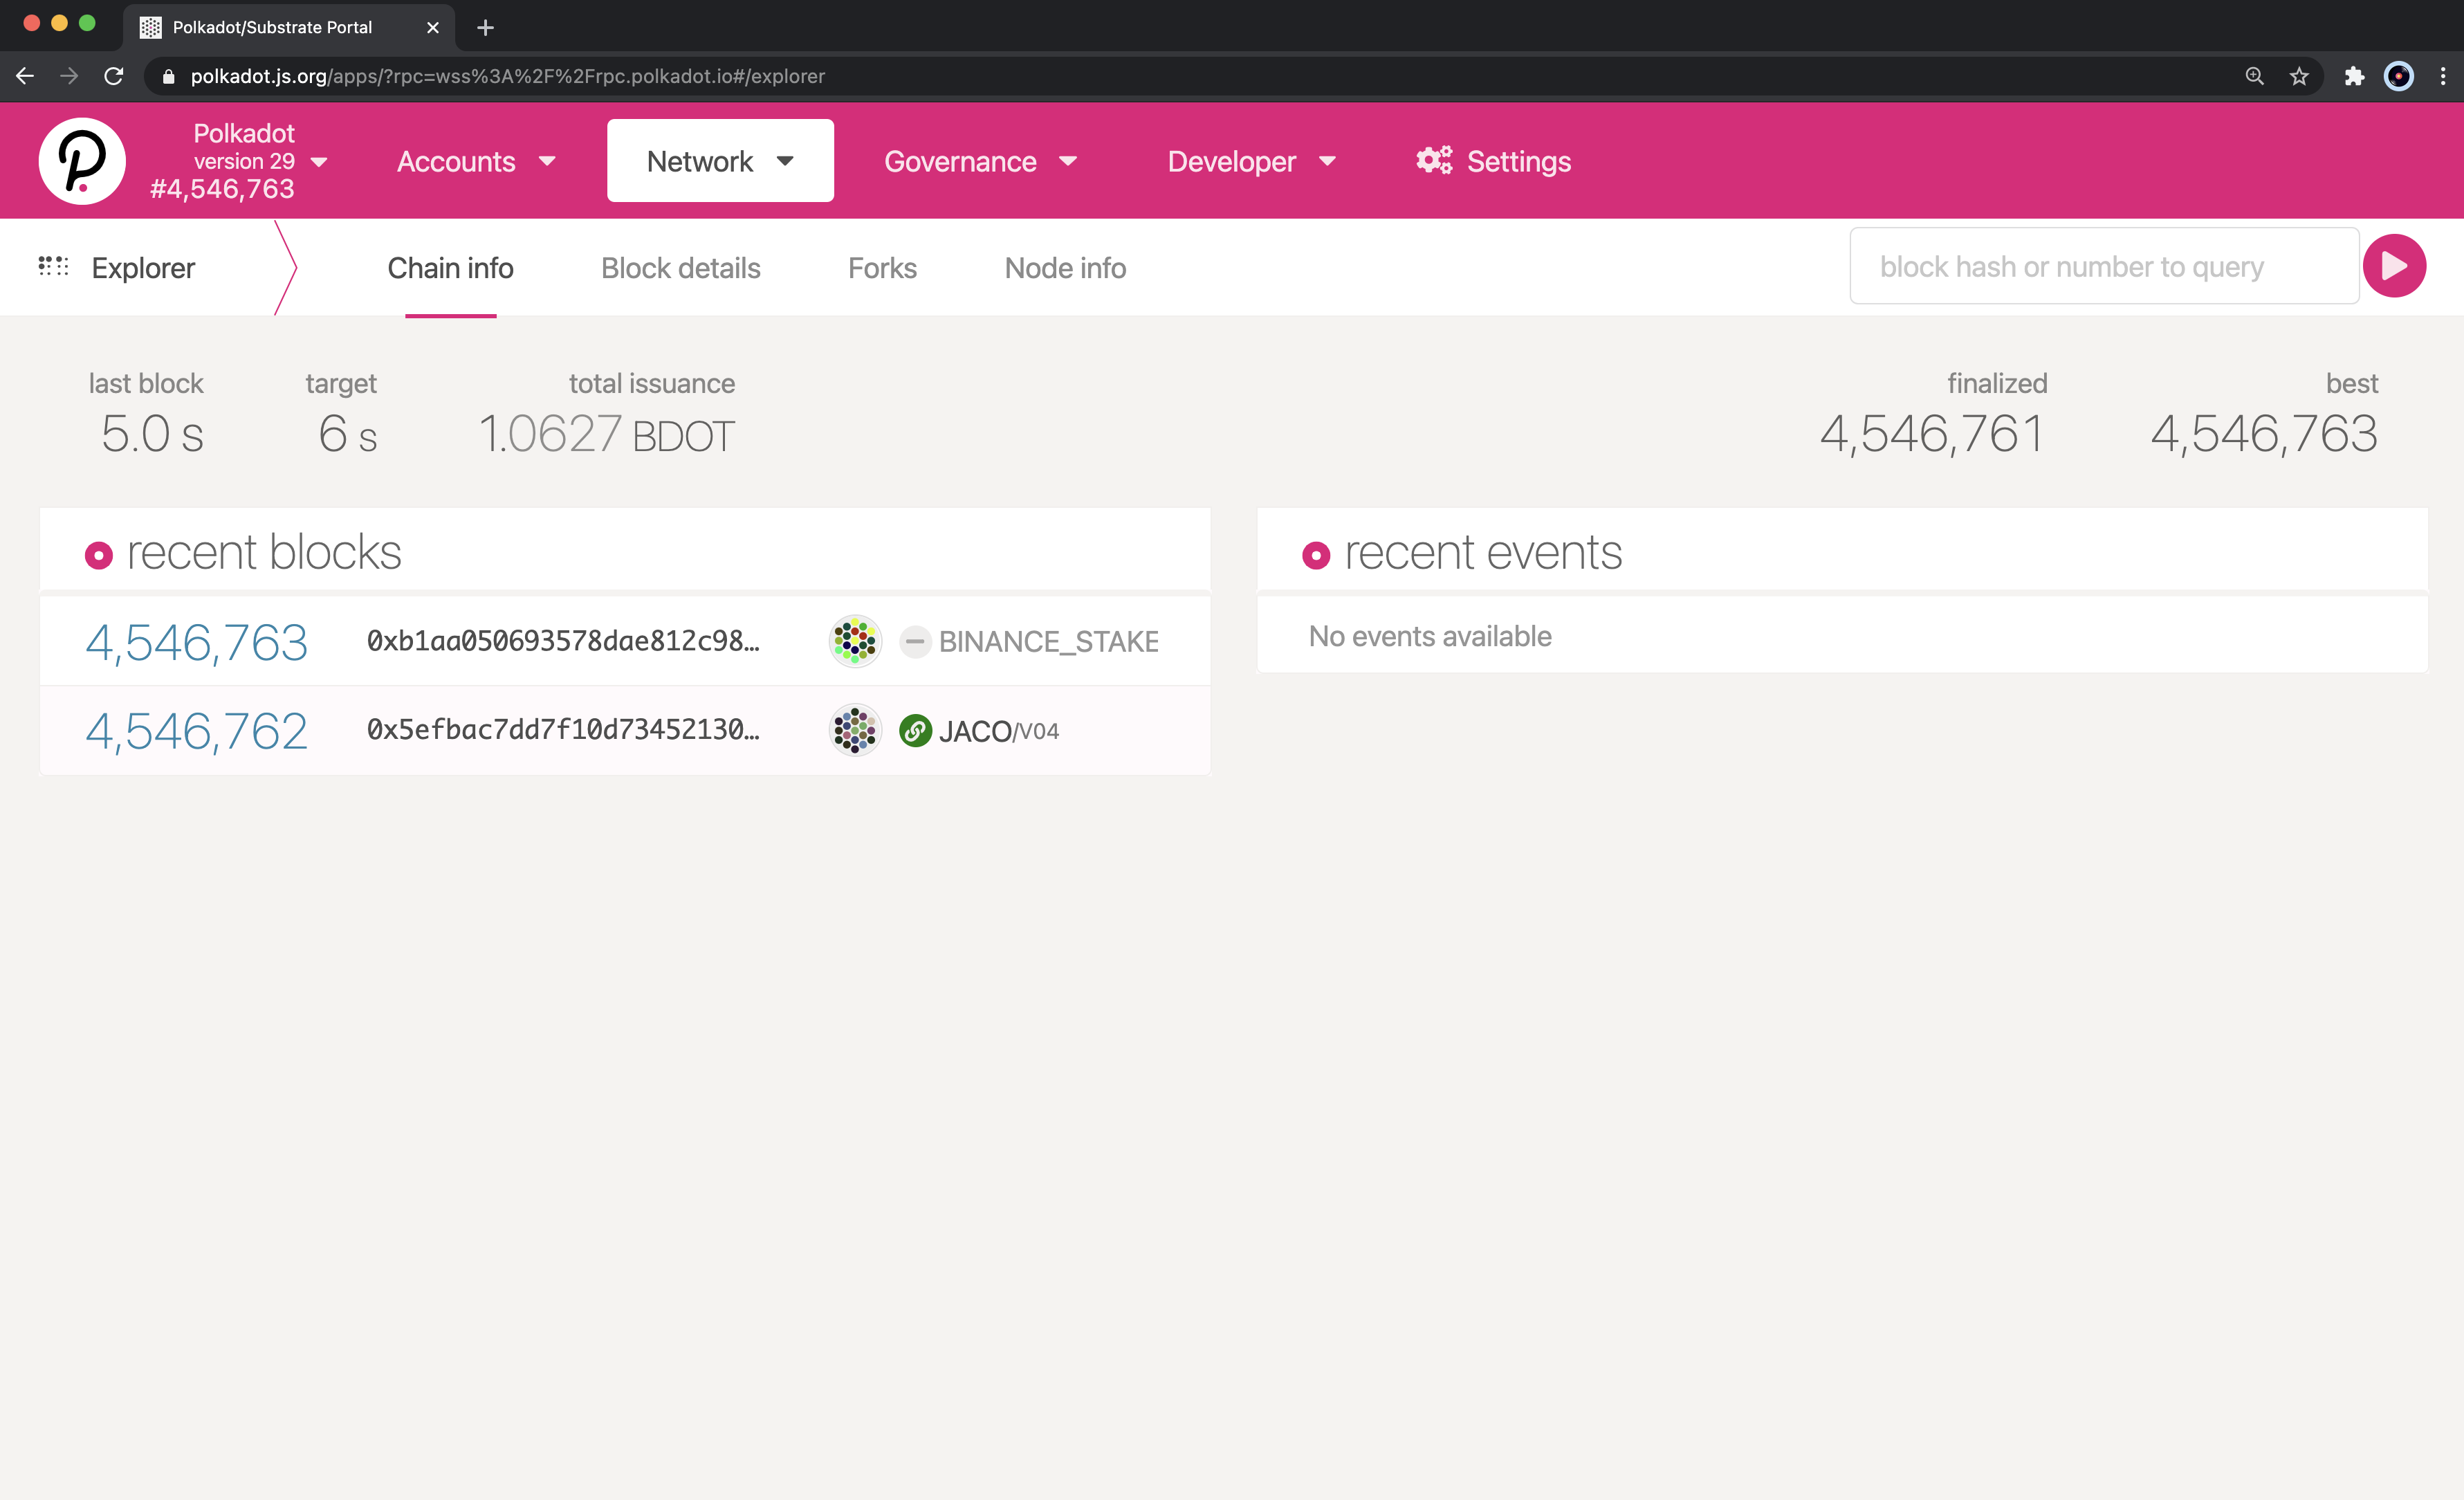 Polkadot/Substrate Portal
polkadot.js.org/apps/?rpc=wss%3A%2F%2Frpc.polkadot.io#/explorer
Polkadot
version 29
#4,546,763
Accounts
Network
Governance
Developer
Settings
Explorer
Chain info
Block details
Forks
Node info
block hash or number to query
last block
5.0 s
target
6 s
total issuance
1.0627 BDOT
finalized
4,546,761
best
4,546,763
recent blocks
4,546,763 0xb1aa050693578dae812c98… BINANCE_STAKE
4,546,762 0x5efbac7dd7f10d73452130… JACO/V04
recent events
No events available